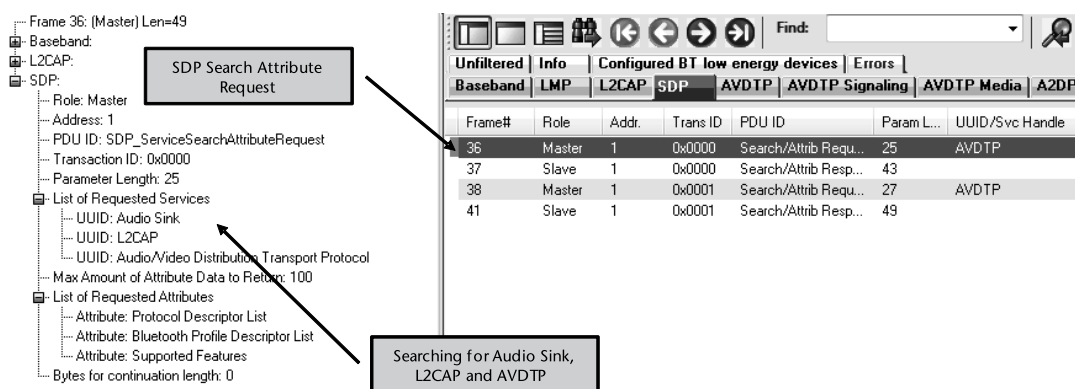 Frame 36: (Master) Len=49
Baseband:
L2CAP:
SDP:
Role: Master
Address: 1
PDU ID: SDP_ServiceSearchAttributeRequest
Transaction ID: 0x0000
Parameter Length: 25
List of Requested Services
UUID: Audio Sink
UUID: L2CAP
UUID: Audio/Video Distribution Transport Protocol
Max Amount of Attribute Data to Return: 100
List of Requested Attributes
Attribute: Protocol Descriptor List
Attribute: Bluetooth Profile Descriptor List
Attribute: Supported Features
Bytes for continuation length: 0
SDP Search Attribute
Request
Searching for Audio Sink,
L2CAP and AVDTP
Find:
Unfiltered Info Configured BT low energy devices Errors
Baseband LMP L2CAP SDP AVDTP AVDTP Signaling AVDTP Media A2DP
Frame# Role Addr. Trans ID PDU ID Param L... UUID/Svc Handle
36 Master 1 0x0000 Search/Attrib Requ... 25 AVDTP
37 Slave 1 0x0000 Search/Attrib Resp... 43
38 Master 1 0x0001 Search/Attrib Requ... 27 AVDTP
41 Slave 1 0x0001 Search/Attrib Resp... 49